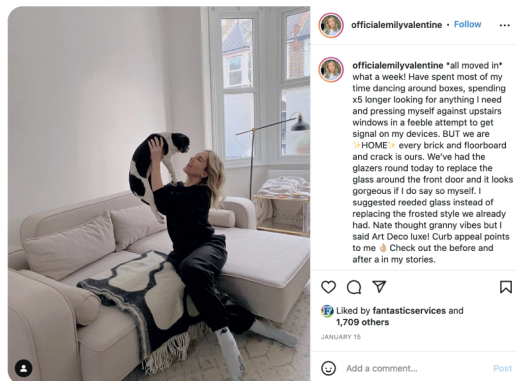 officialemilyvalentine • Follow
officialemilyvalentine *all moved in*
what a week! Have spent most of my
time dancing around boxes, spending
x5 longer looking for anything I need
and pressing myself against upstairs
windows in a feeble attempt to get
signal on my devices. BUT we are
✨HOME✨ every brick and floorboard
and crack is ours. We’ve had the
glazers round today to replace the
glass around the front door and it looks
gorgeous if I do say so myself. I
suggested reeded glass instead of
replacing the frosted style we already
had. Nate thought granny vibes but I
said Art Deco luxe! Curb appeal points
to me 👌🏼 Check out the before and
after a in my stories.
Liked by fantasticservices and
1,709 others
JANUARY 15
Add a comment...
Post